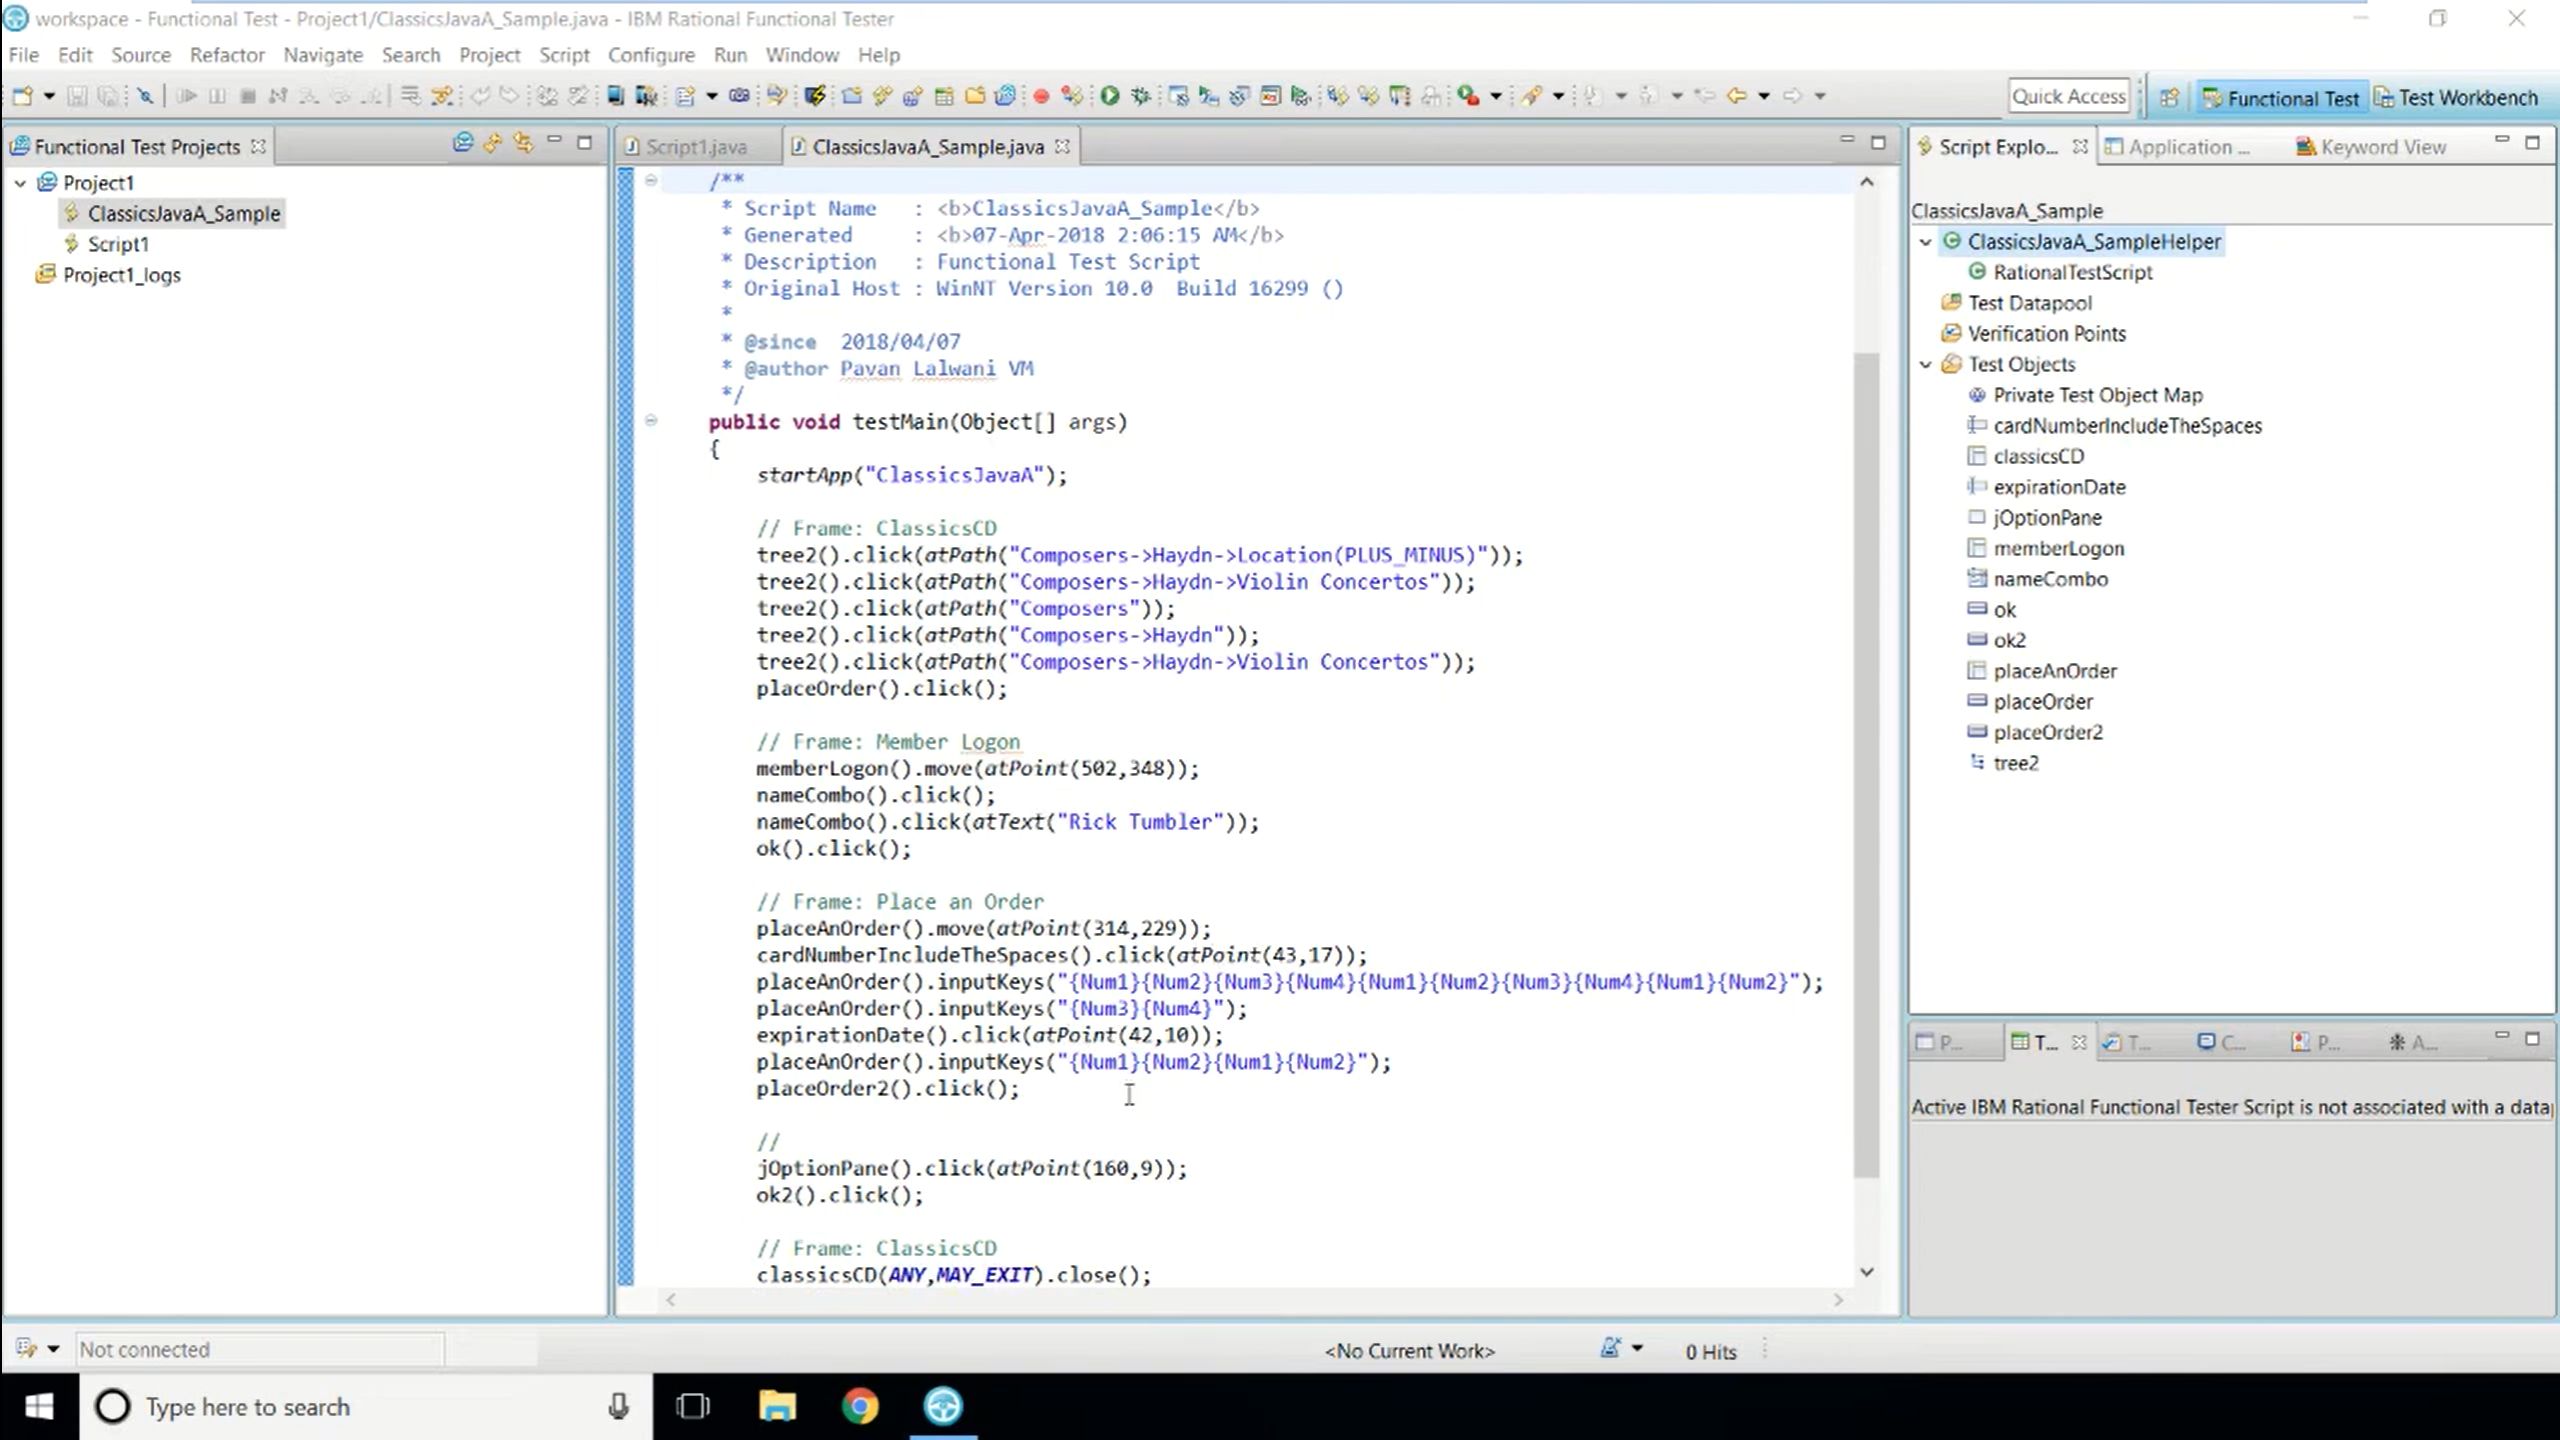 workspace - Functional Test - Project1/ClassicsJavaA_Sample.java - IBM Rational Functional Tester
File Edit Source Refactor Navigate Search Project Script Configure Run Window Help
Quick Access
Functional Test
Test Workbench
Functional Test Projects
Project1
ClassicsJavaA_Sample
Script1
Project1_logs
Script1.java
ClassicsJavaA_Sample.java
/**
* Script Name : <b>ClassicsJavaA_Sample</b>
* Generated : <b>07-Apr-2018 2:06:15 AM</b>
* Description : Functional Test Script
* Original Host : WinNT Version 10.0 Build 16299 ()
*
* @since 2018/04/07
* @author Pavan Lalwani VM
*/
public void testMain(Object[] args)
{
startApp("ClassicsJavaA");
// Frame: ClassicsCD
tree2().click(atPath("Composers->Haydn->Location(PLUS_MINUS)"));
tree2().click(atPath("Composers->Haydn->Violin Concertos"));
tree2().click(atPath("Composers"));
tree2().click(atPath("Composers->Haydn"));
tree2().click(atPath("Composers->Haydn->Violin Concertos"));
placeOrder().click();
// Frame: Member Logon
memberLogon().move(atPoint(502,348));
nameCombo().click();
nameCombo().click(atText("Rick Tumbler"));
ok().click();
// Frame: Place an Order
placeAnOrder().move(atPoint(314,229));
cardNumberIncludeTheSpaces().click(atPoint(43,17));
placeAnOrder().inputKeys("{Num1}{Num2}{Num3}{Num4}{Num1}{Num2}{Num3}{Num4}{Num1}{Num2}");
placeAnOrder().inputKeys("{Num3}{Num4}");
expirationDate().click(atPoint(42,10));
placeAnOrder().inputKeys("{Num1}{Num2}{Num1}{Num2}");
placeOrder2().click();
//
jOptionPane().click(atPoint(160,9));
ok2().click();
// Frame: ClassicsCD
classicsCD(ANY,MAY_EXIT).close();
Script Explo...
Application ...
Keyword View
ClassicsJavaA_Sample
ClassicsJavaA_SampleHelper
RationalTestScript
Test Datapool
Verification Points
Test Objects
Private Test Object Map
cardNumberIncludeTheSpaces
classicsCD
expirationDate
jOptionPane
memberLogon
nameCombo
ok
ok2
placeAnOrder
placeOrder
placeOrder2
tree2
P... T... T... C... P... A...
Active IBM Rational Functional Tester Script is not associated with a data
Not connected
<No Current Work>
0 Hits
Type here to search